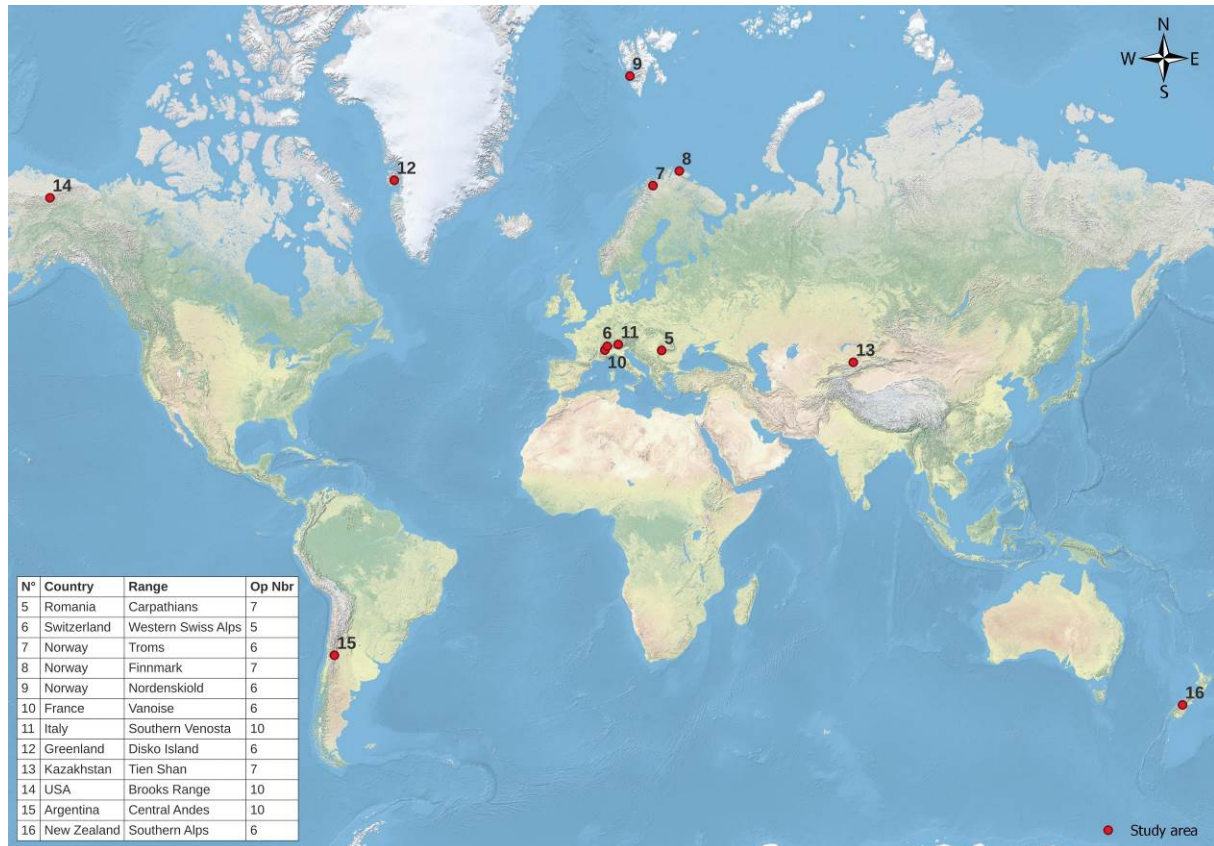 N
W E
S
9
8
7
12
14
6
11
5
10
13
15
16
N° Country Range Op Nbr
5 Romania Carpathians 7
6 Switzerland Western Swiss Alps 5
7 Norway Troms 6
8 Norway Finnmark 7
9 Norway Nordenskiold 6
10 France Vanoise 6
11 Italy Southern Venosta 10
12 Greenland Disko Island 6
13 Kazakhstan Tien Shan 7
14 USA Brooks Range 10
15 Argentina Central Andes 10
16 New Zealand Southern Alps 6
Study area